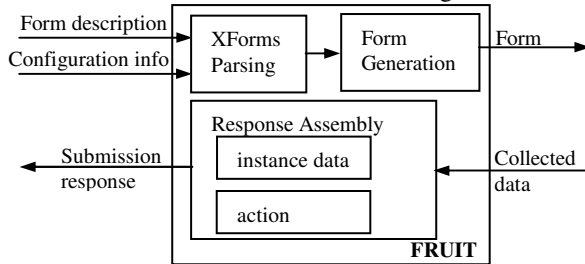 Form description
Configuration info
XForms
Parsing
Form
Generation
Form
Response Assembly
instance data
action
Submission
response
Collected
data
FRUIT